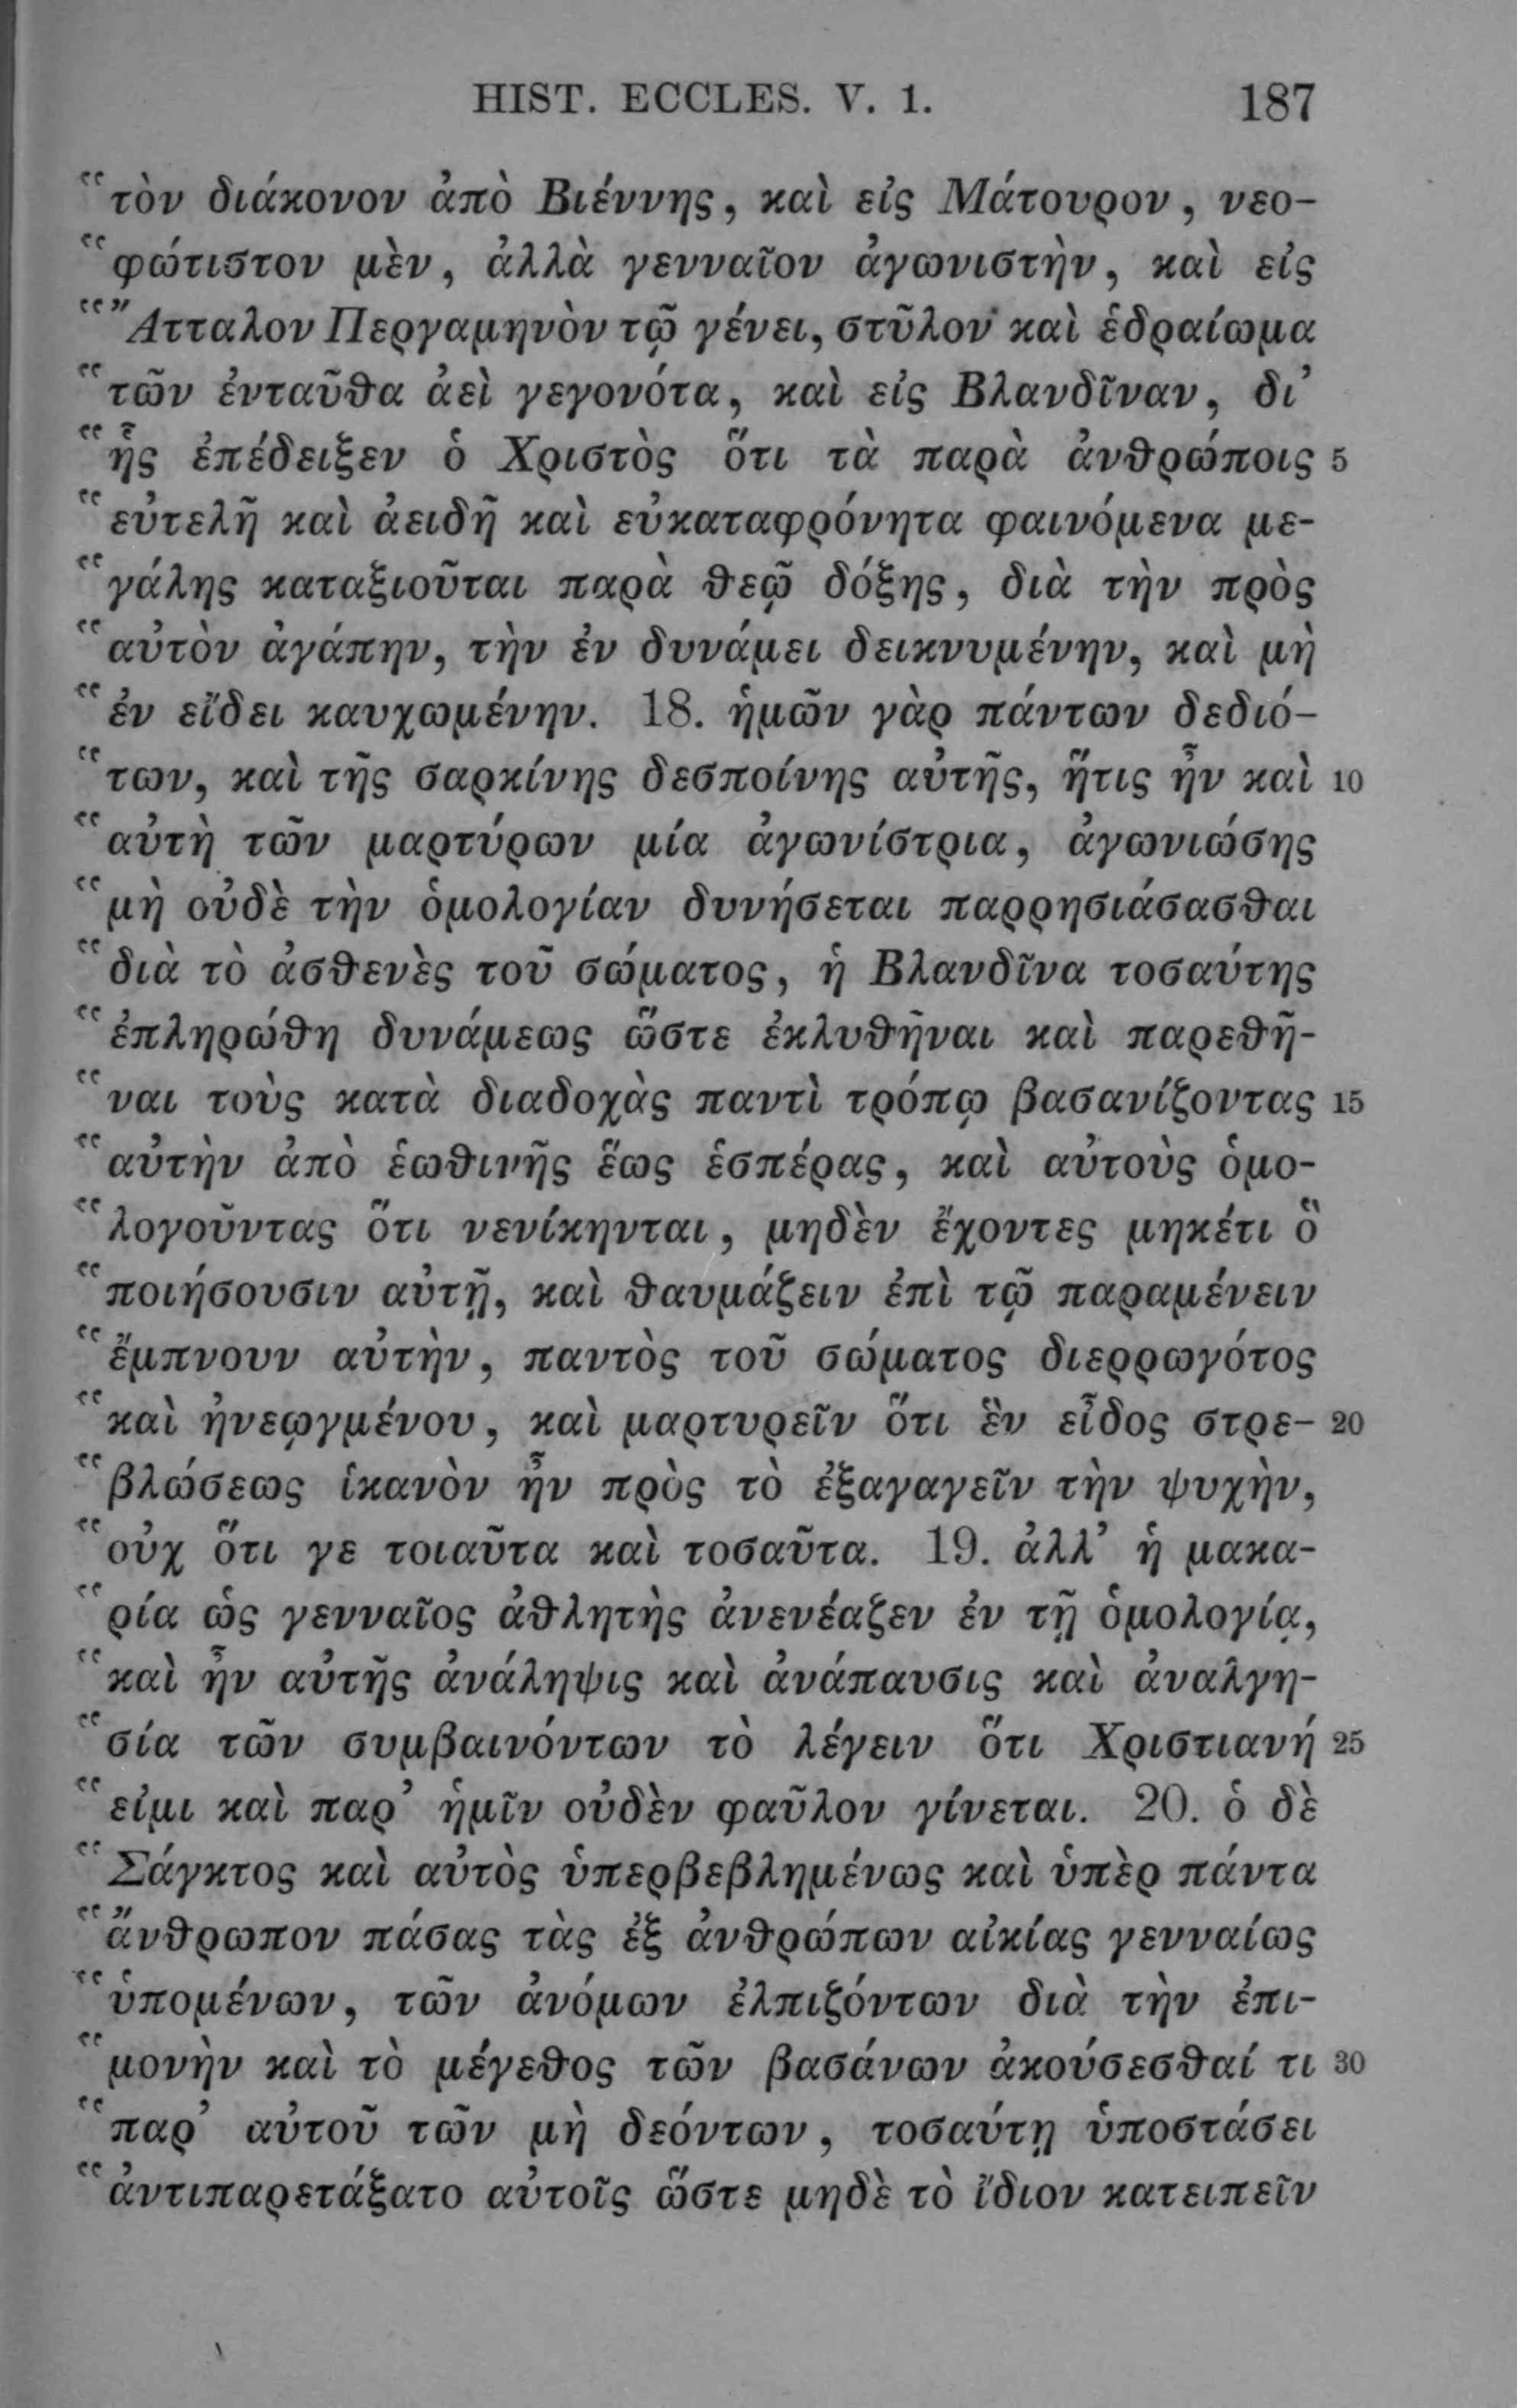 HIST. ECCLES. V. 1. 187
“τὸν διάκονον ἀπὸ Βιέννης, καὶ εἰς Μάτουρον, νεο-
“φώτιστον μὲν, ἀλλὰ γενναῖον ἀγωνιστὴν, καὶ εἰς
“Ἄτταλον Περγαμηνὸν τῷ γένει, στῦλον καὶ ἑδραίωμα
“τῶν ἐνταῦθα ἀεὶ γεγονότα, καὶ εἰς Βλανδῖναν, δι’
“ἧς ἐπέδειξεν ὁ Χριστὸς ὅτι τὰ παρὰ ἀνθρώποις 5
“εὐτελῆ καὶ ἀειδῆ καὶ εὐκαταφρόνητα φαινόμενα με-
“γάλης καταξιοῦται παρὰ θεῷ δόξης, διὰ τὴν πρὸς
“αὐτὸν ἀγάπην, τὴν ἐν δυνάμει δεικνυμένην, καὶ μὴ
“ἐν εἴδει καυχωμένην. 18. ἡμῶν γὰρ πάντων δεδιό-
“των, καὶ τῆς σαρκίνης δεσποίνης αὐτῆς, ἥτις ἦν καὶ 10
“αὐτὴ τῶν μαρτύρων μία ἀγωνίστρια, ἀγωνιώσης
“μὴ οὐδὲ τὴν ὁμολογίαν δυνήσεται παρρησιάσασθαι
“διὰ τὸ ἀσθενὲς τοῦ σώματος, ἡ Βλανδῖνα τοσαύτης
“ἐπληρώθη δυνάμεως ὥστε ἐκλυθῆναι καὶ παρεθῆ-
“ναι τοὺς κατὰ διαδοχὰς παντὶ τρόπῳ βασανίζοντας 15
“αὐτὴν ἀπὸ ἑωθινῆς ἕως ἑσπέρας, καὶ αὐτοὺς ὁμο-
“λογοῦντας ὅτι νενίκηνται, μηδὲν ἔχοντες μηκέτι ὃ
“ποιήσουσιν αὐτῇ, καὶ θαυμάζειν ἐπὶ τῷ παραμένειν
“ἔμπνουν αὐτὴν, παντὸς τοῦ σώματος διερρωγότος
“καὶ ἠνεῳγμένου, καὶ μαρτυρεῖν ὅτι ἓν εἶδος στρε- 20
“βλώσεως ἱκανὸν ἦν πρὸς τὸ ἐξαγαγεῖν τὴν ψυχὴν,
“οὐχ ὅτι γε τοιαῦτα καὶ τοσαῦτα. 19. ἀλλ’ ἡ μακα-
“ρία ὡς γενναῖος ἀθλητὴς ἀνενέαζεν ἐν τῇ ὁμολογίᾳ,
“καὶ ἦν αὐτῆς ἀνάληψις καὶ ἀνάπαυσις καὶ ἀναλγη-
“σία τῶν συμβαινόντων τὸ λέγειν ὅτι Χριστιανή 25
“εἰμι καὶ παρ’ ἡμῖν οὐδὲν φαῦλον γίνεται. 20. ὁ δὲ
“Σάγκτος καὶ αὐτὸς ὑπερβεβλημένως καὶ ὑπὲρ πάντα
“ἄνθρωπον πάσας τὰς ἐξ ἀνθρώπων αἰκίας γενναίως
“ὑπομένων, τῶν ἀνόμων ἐλπιζόντων διὰ τὴν ἐπι-
“μονὴν καὶ τὸ μέγεθος τῶν βασάνων ἀκούσεσθαί τι 30
“παρ’ αὐτοῦ τῶν μὴ δεόντων, τοσαύτῃ ὑποστάσει
“ἀντιπαρετάξατο αὐτοῖς ὥστε μηδὲ τὸ ἴδιον κατειπεῖν